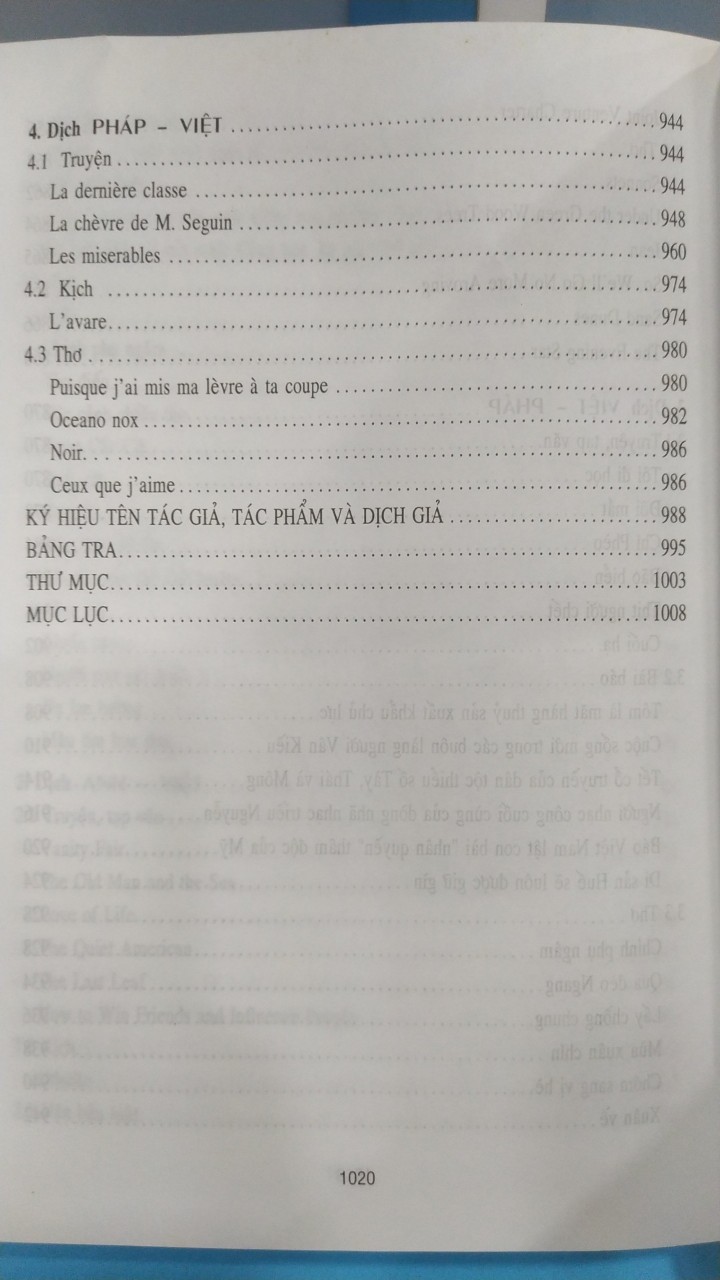 4. Dịch PHÁP – VIỆT ........................................ 944
4.1 Truyện ........................................ 944
La dernière classe ........................................ 944
La chèvre de M. Seguin ........................................ 948
Les miserables ........................................ 960
4.2 Kịch ........................................ 974
L'avare ........................................ 974
4.3 Thơ ........................................ 980
Puisque j'ai mis ma lèvre à ta coupe ........................................ 980
Oceano nox ........................................ 982
Noir ........................................ 986
Ceux que j'aime ........................................ 986
KÝ HIỆU TÊN TÁC GIẢ, TÁC PHẨM VÀ DỊCH GIẢ ........................................ 988
BẢNG TRA ........................................ 995
THƯ MỤC ........................................ 1003
MỤC LỤC ........................................ 1008
1020